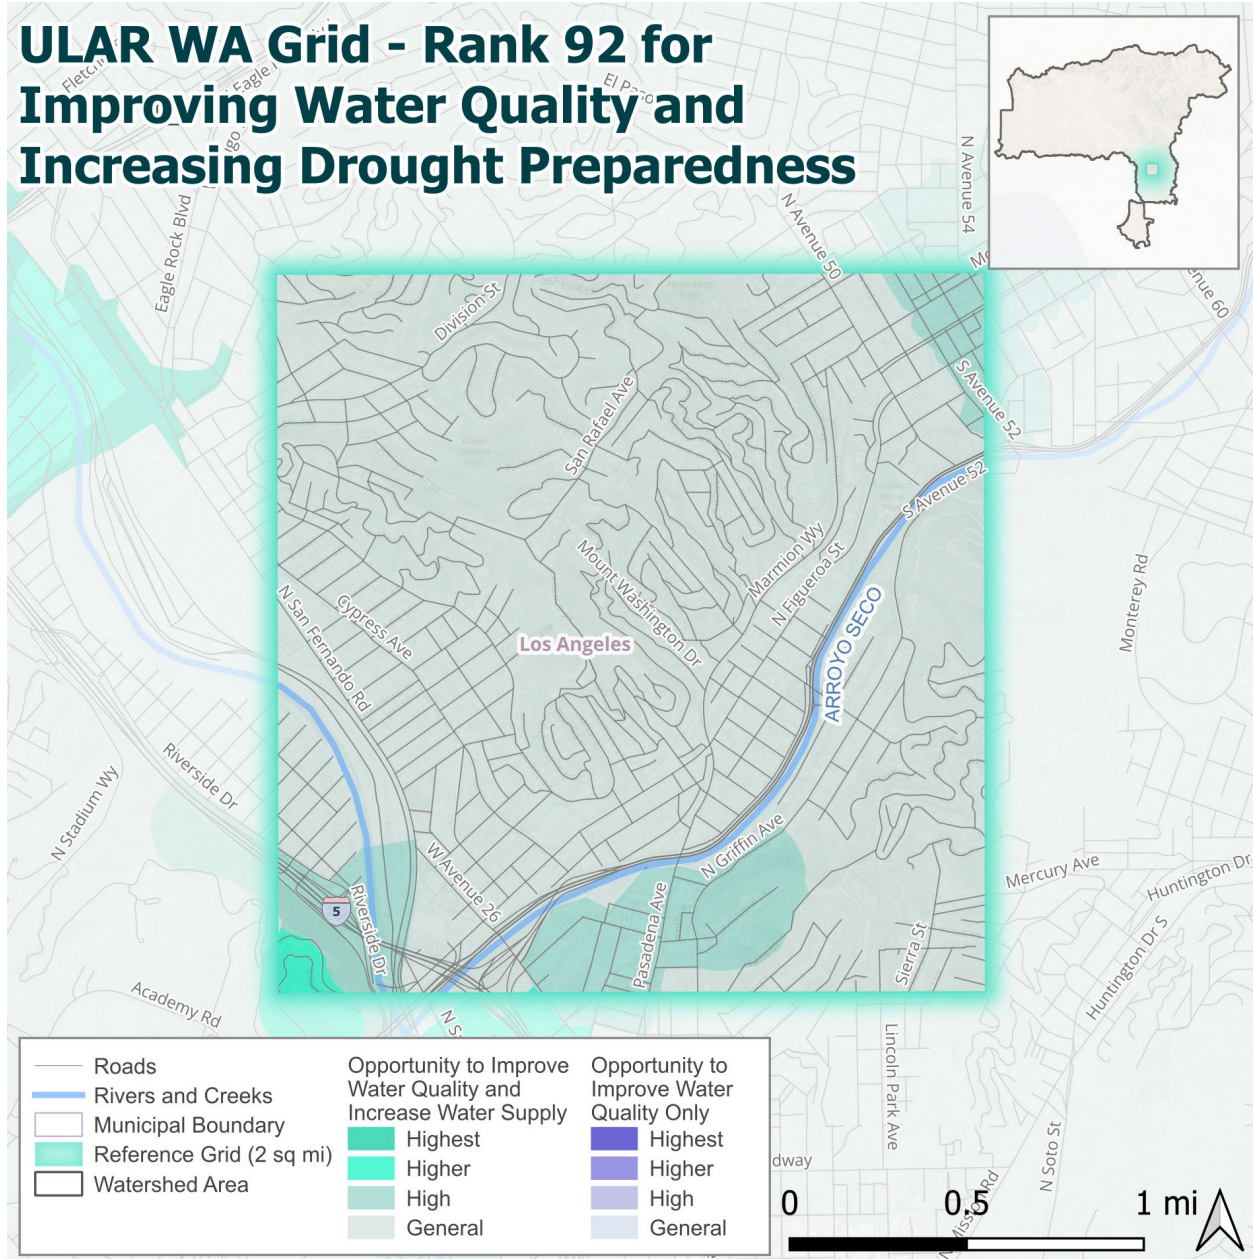 ULAR WA Grid - Rank 92 for
Improving Water Quality and
Increasing Drought Preparedness
Eagle Rock Blvd
N Avenue 50
N Avenue 54
Division St
San Rafael Ave
S Avenue 52
S Avenue 52
Marmion Wy
N Figueroa St
Mount Washington Dr
Cypress Ave
N San Fernando Rd
Los Angeles
ARROYO SECO
Monterey Rd
Riverside Dr
N Stadium Wy
W Avenue 26
N Griffin Ave
Mercury Ave
Huntington Dr
5
Riverside Dr
Pasadena Ave
Sierra St
Huntington Dr S
Academy Rd
Lincoln Park Ave
N Soto St
Roads
Rivers and Creeks
Municipal Boundary
Reference Grid (2 sq mi)
Watershed Area
Opportunity to Improve
Water Quality and
Increase Water Supply
Highest
Higher
High
General
Opportunity to
Improve Water
Quality Only
Highest
Higher
High
General
0
0.5
1 mi